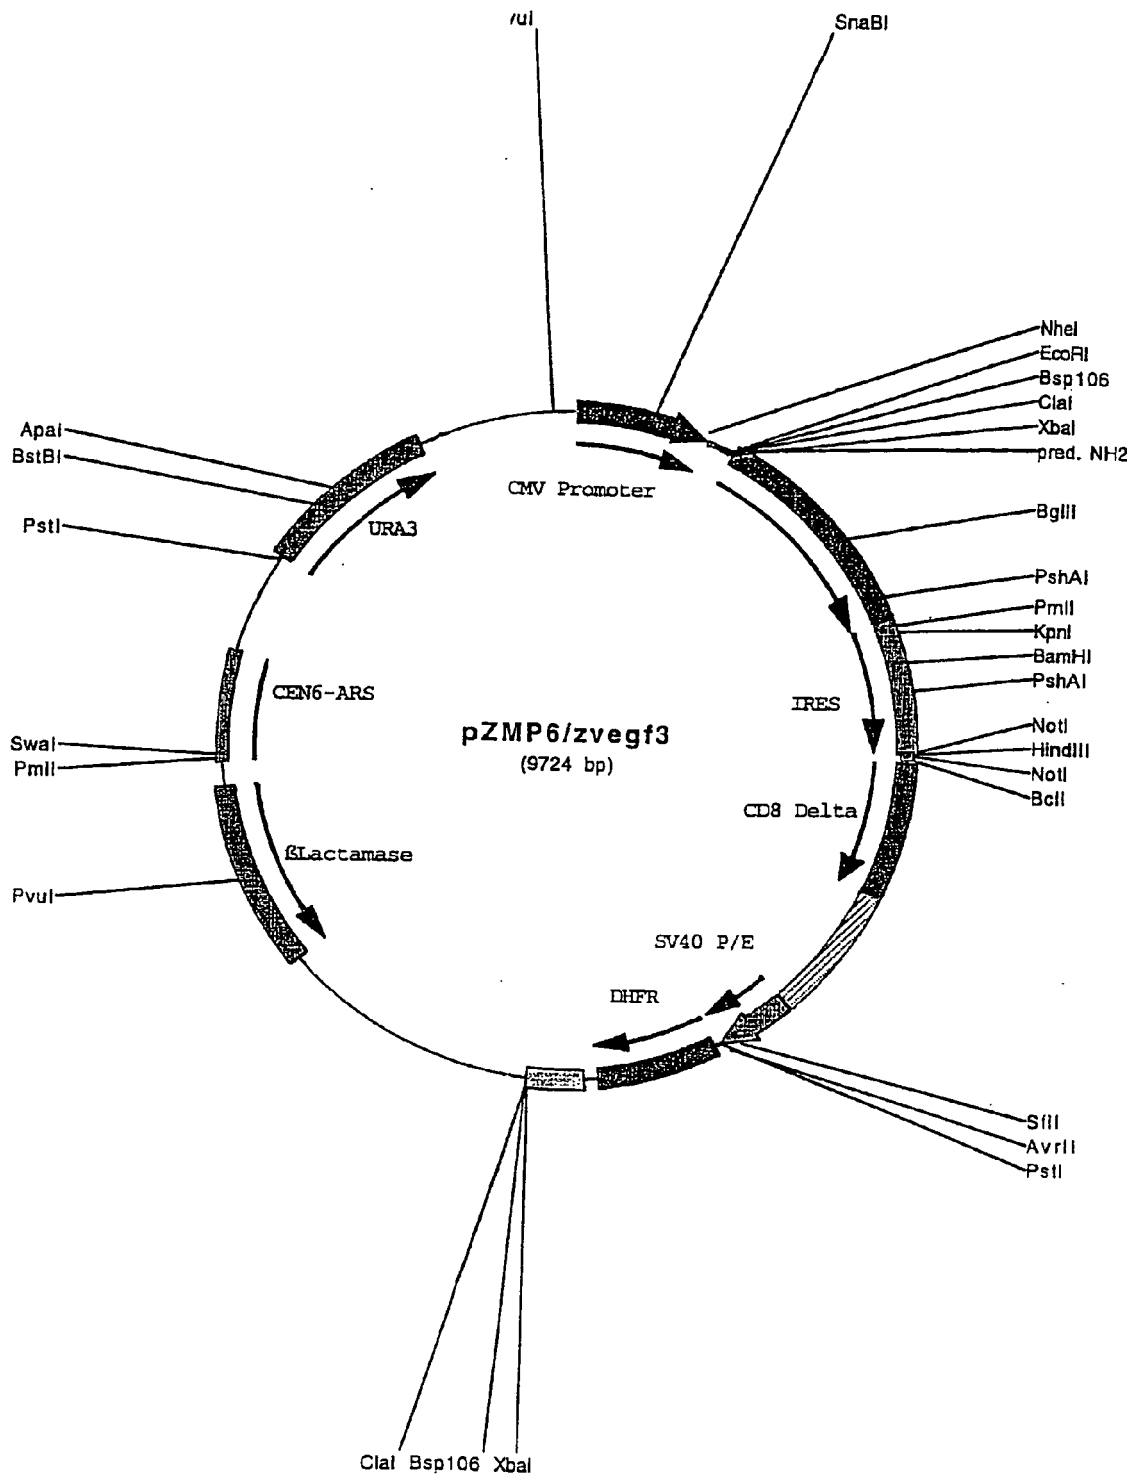 SnaBI
NheI
EcoRI
Bsp106
ClaI
XbaI
pred. NH2
BglII
PshAI
PmlI
KpnI
BamHI
PshAI
NotI
HindIII
NotI
BclI
SfiI
AvrII
PstI
ClaI Bsp106 XbaI
PvuI
PmlI
SwaI
PstI
BstBI
ApaI
CMV Promoter
URA3
CEN6-ARS
IRES
pZMP6/zvegf3
(9724 bp)
CD8 Delta
ßLactamase
SV40 P/E
DHFR